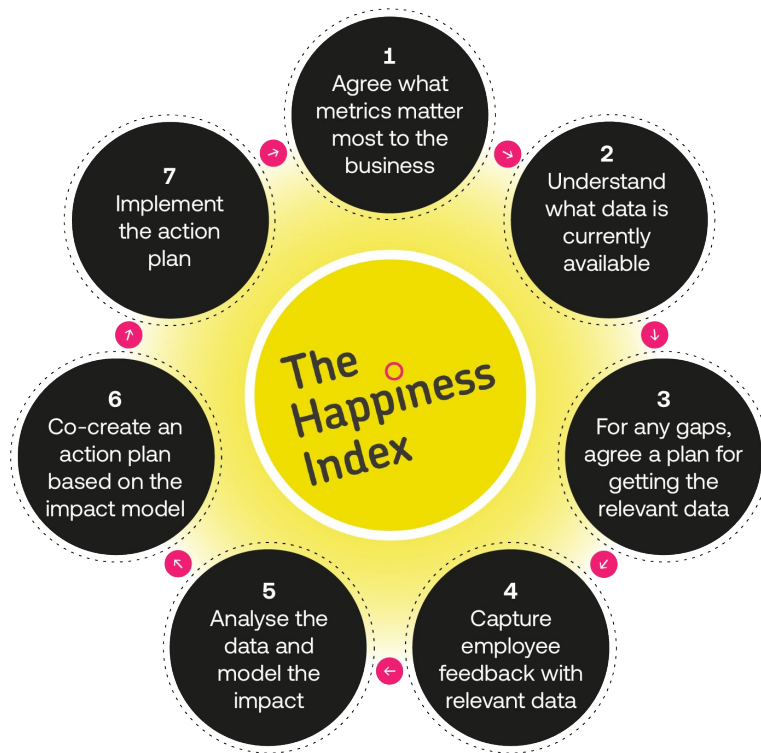 1
Agree what
metrics matter
most to the
business
2
Understand
what data is
currently
available
3
For any gaps,
agree a plan for
getting the
relevant data
4
Capture
employee
feedback with
relevant data
5
Analyse the
data and
model the
impact
6
Co-create an
action plan
based on the
impact model
7
Implement
the action
plan
The
Happiness
Index